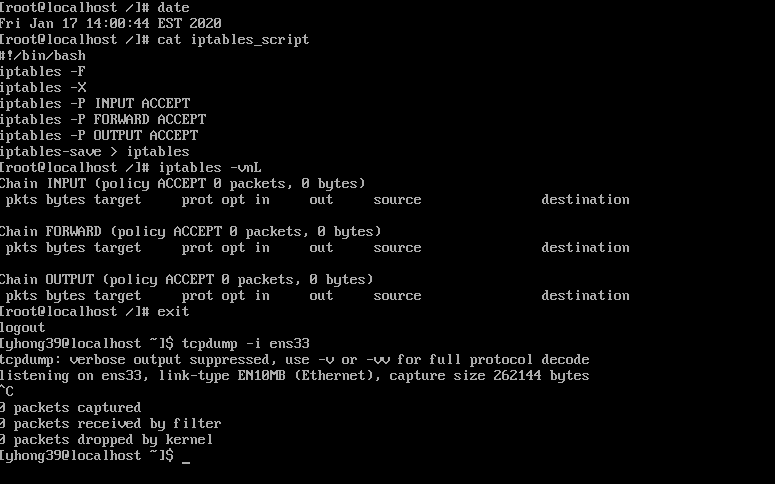 [root@localhost /]# date
Fri Jan 17 14:00:44 EST 2020
[root@localhost /]# cat iptables_script
#!/bin/bash
iptables -F
iptables -X
iptables -P INPUT ACCEPT
iptables -P FORWARD ACCEPT
iptables -P OUTPUT ACCEPT
iptables-save > iptables
[root@localhost /]# iptables -vnL
Chain INPUT (policy ACCEPT 0 packets, 0 bytes)
 pkts bytes target     prot opt in     out     source               destination

Chain FORWARD (policy ACCEPT 0 packets, 0 bytes)
 pkts bytes target     prot opt in     out     source               destination

Chain OUTPUT (policy ACCEPT 0 packets, 0 bytes)
 pkts bytes target     prot opt in     out     source               destination
[root@localhost /]# exit
logout
[yhong39@localhost ~]$ tcpdump -i ens33
tcpdump: verbose output suppressed, use -v or -vv for full protocol decode
listening on ens33, link-type EN10MB (Ethernet), capture size 262144 bytes
^C
0 packets captured
0 packets received by filter
0 packets dropped by kernel
[yhong39@localhost ~]$ _